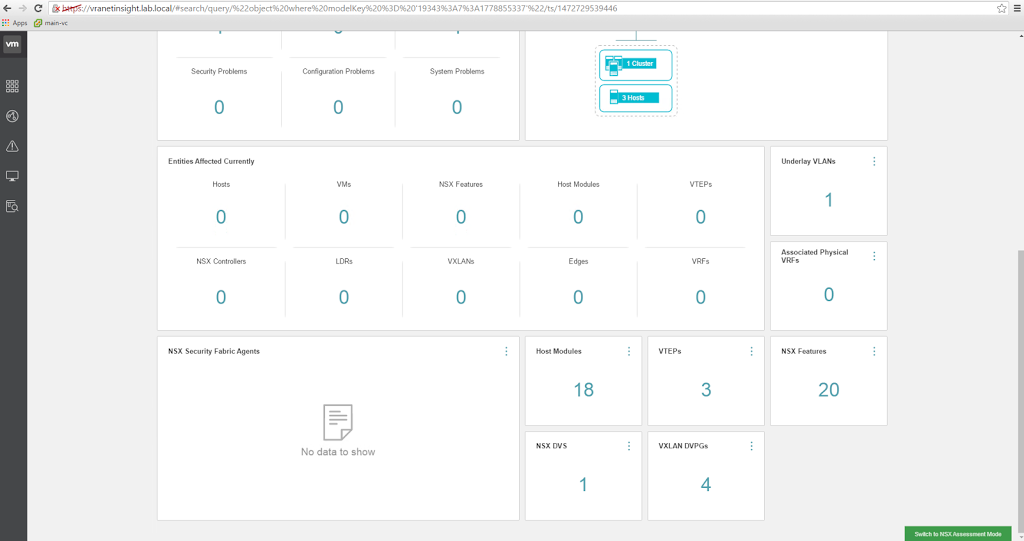 https://vranetinsight.lab.local/#search/query/%22object%20where%20modelKey%20%3D%20'19343%3A7%3A1778855337'%22/ts/1472729539446
Apps main-vc
vm
Security Problems Configuration Problems System Problems
0 0 0
1 Cluster
3 Hosts
Entities Affected Currently
Hosts VMs NSX Features Host Modules VTEPs
0 0 0 0 0
NSX Controllers LDRs VXLANs Edges VRFs
0 0 0 0 0
Underlay VLANs
1
Associated Physical
VRFs
0
NSX Security Fabric Agents
No data to show
Host Modules
18
VTEPs
3
NSX Features
20
NSX DVS
1
VXLAN DVPGs
4
Switch to NSX Assessment Mode